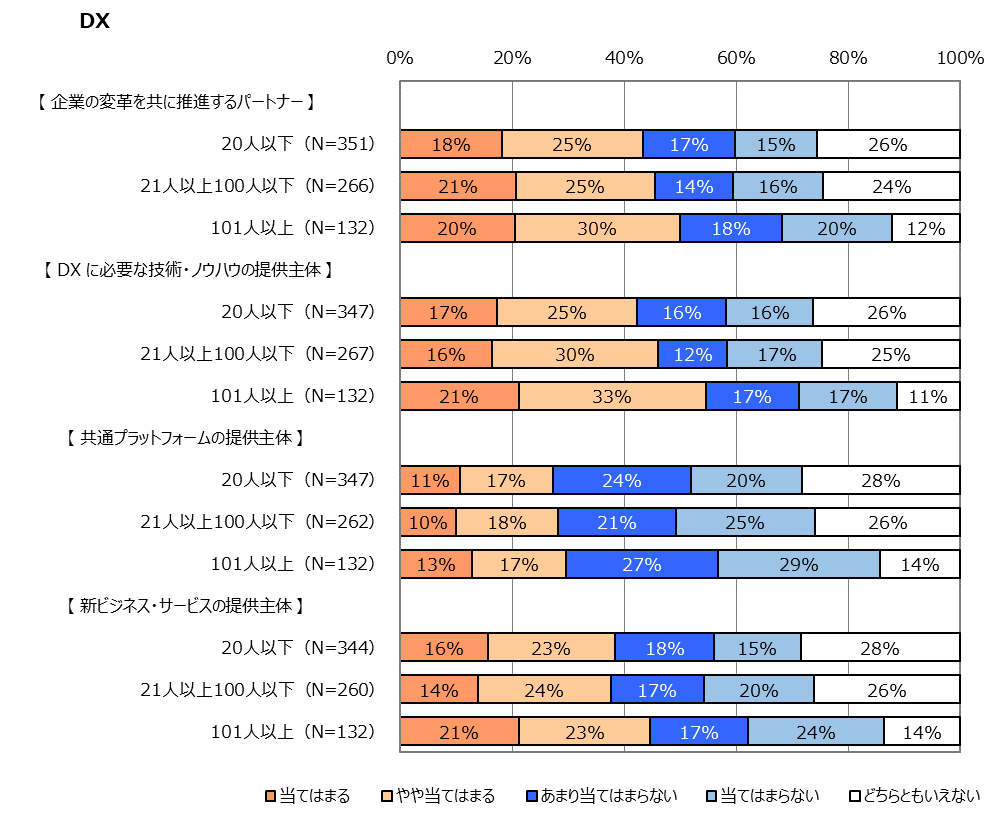 DX
0% 20% 40% 60% 80% 100%
【 企業の変革を共に推進するパートナー 】
20人以下（N=351） 18% 25% 17% 15% 26%
21人以上100人以下（N=266） 21% 25% 14% 16% 24%
101人以上（N=132） 20% 30% 18% 20% 12%
【 DX に必要な技術・ノウハウの提供主体 】
20人以下（N=347） 17% 25% 16% 16% 26%
21人以上100人以下（N=267） 16% 30% 12% 17% 25%
101人以上（N=132） 21% 33% 17% 17% 11%
【 共通プラットフォームの提供主体 】
20人以下（N=347） 11% 17% 24% 20% 28%
21人以上100人以下（N=262） 10% 18% 21% 25% 26%
101人以上（N=132） 13% 17% 27% 29% 14%
【 新ビジネス・サービスの提供主体 】
20人以下（N=344） 16% 23% 18% 15% 28%
21人以上100人以下（N=260） 14% 24% 17% 20% 26%
101人以上（N=132） 21% 23% 17% 24% 14%
当てはまる やや当てはまる あまり当てはまらない 当てはまらない どちらともいえない